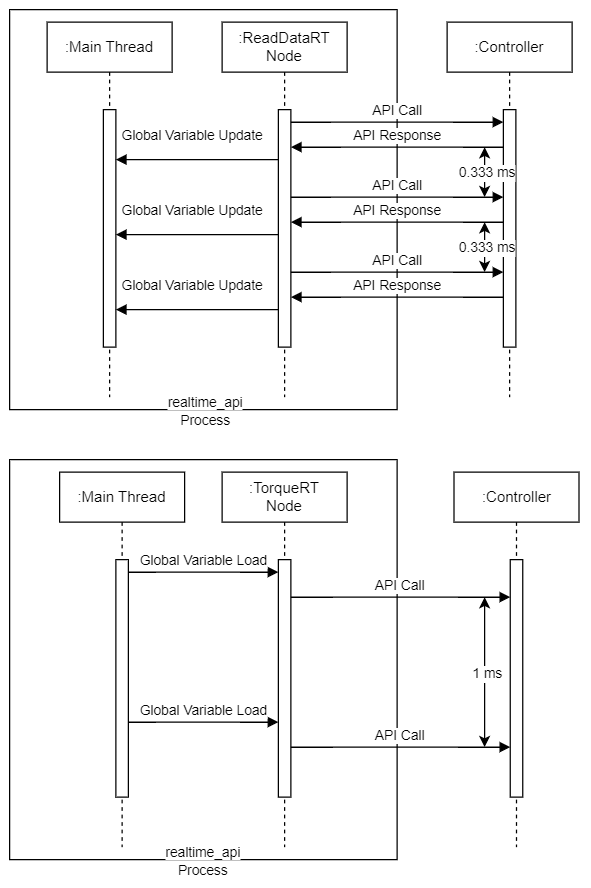 :Main Thread
:ReadDataRT
Node
:Controller
API Call
Global Variable Update
API Response
0.333 ms
API Call
Global Variable Update
API Response
0.333 ms
API Call
Global Variable Update
API Response
realtime_api
Process
:Main Thread
:TorqueRT
Node
:Controller
Global Variable Load
API Call
1 ms
Global Variable Load
API Call
realtime_api
Process